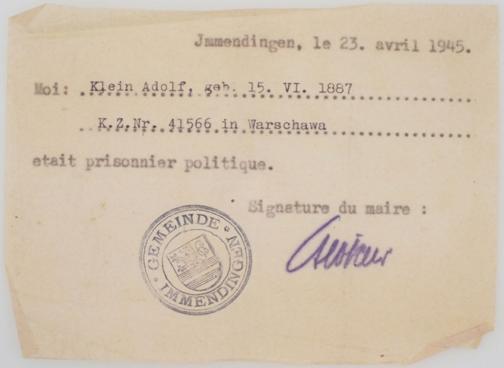 Jmmendingen, le 23. avril 1945.
Moi: Klein Adolf, geb. 15. VI. 1887
K.Z.Nr. 41566 in Warschawa
etait prisonnier politique.
Signature du maire :
GEMEINDE
IMMENDINGEN